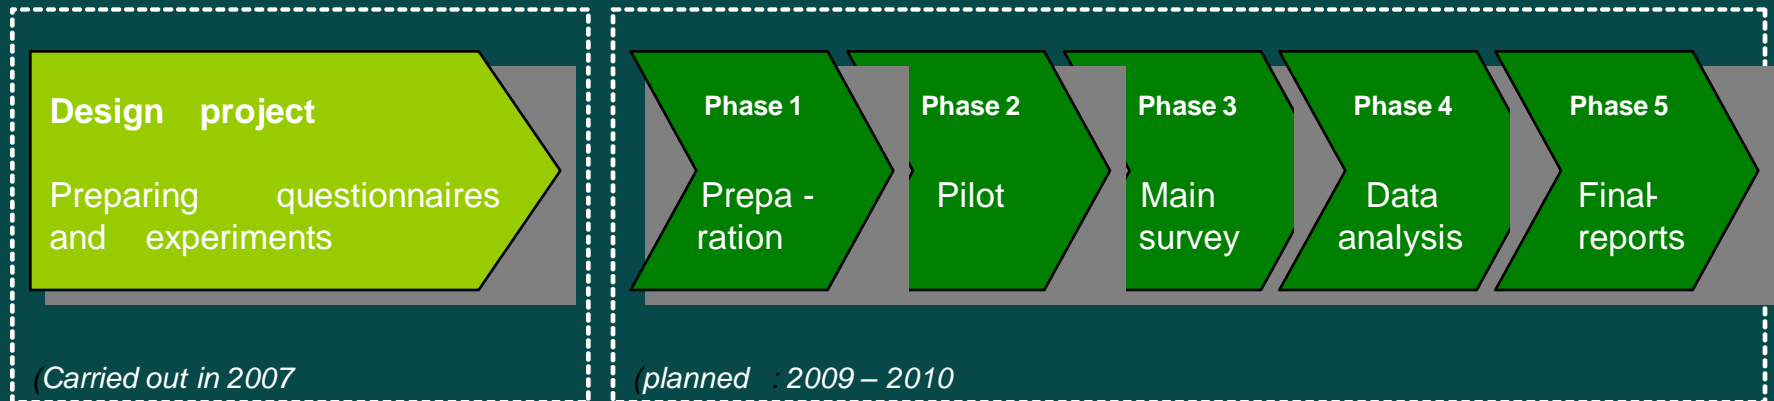 Design project
Preparing questionnaires
and experiments
(Carried out in 2007
Phase 1
Prepa -
ration
Phase 2
Pilot
Phase 3
Main
survey
Phase 4
Data
analysis
Phase 5
Final-
reports
(planned : 2009 – 2010